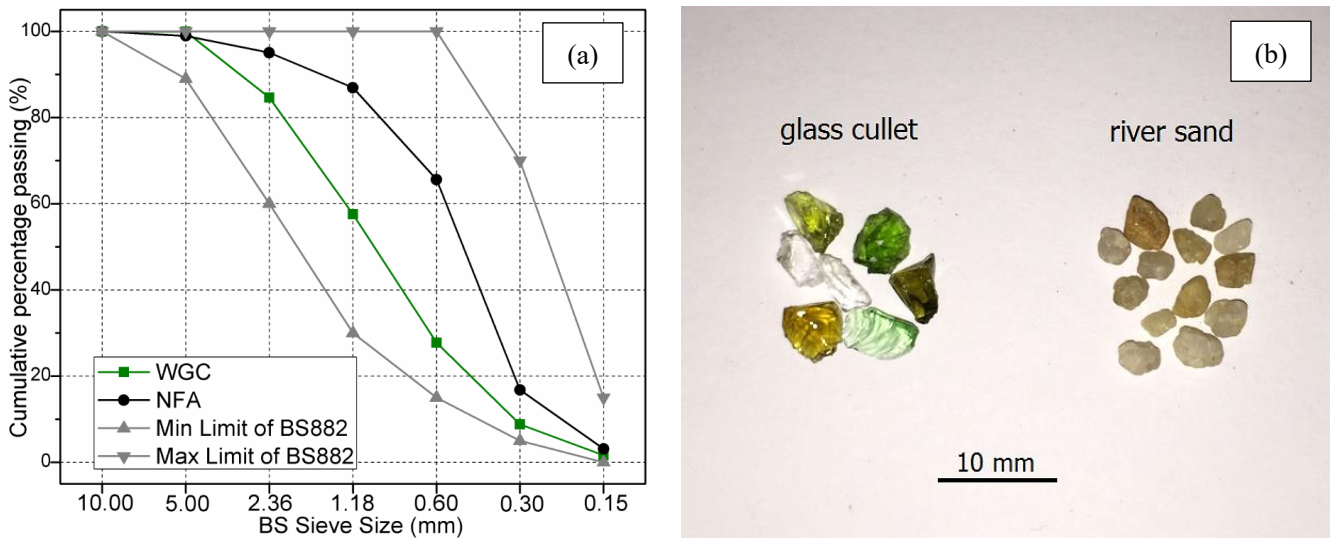 (a)
100
80
60
40
20
0
Cumulative percentage passing (%)
WGC
NFA
Min Limit of BS882
Max Limit of BS882
10.00 5.00 2.36 1.18 0.60 0.30 0.15
BS Sieve Size (mm)
(b)
glass cullet river sand
10 mm